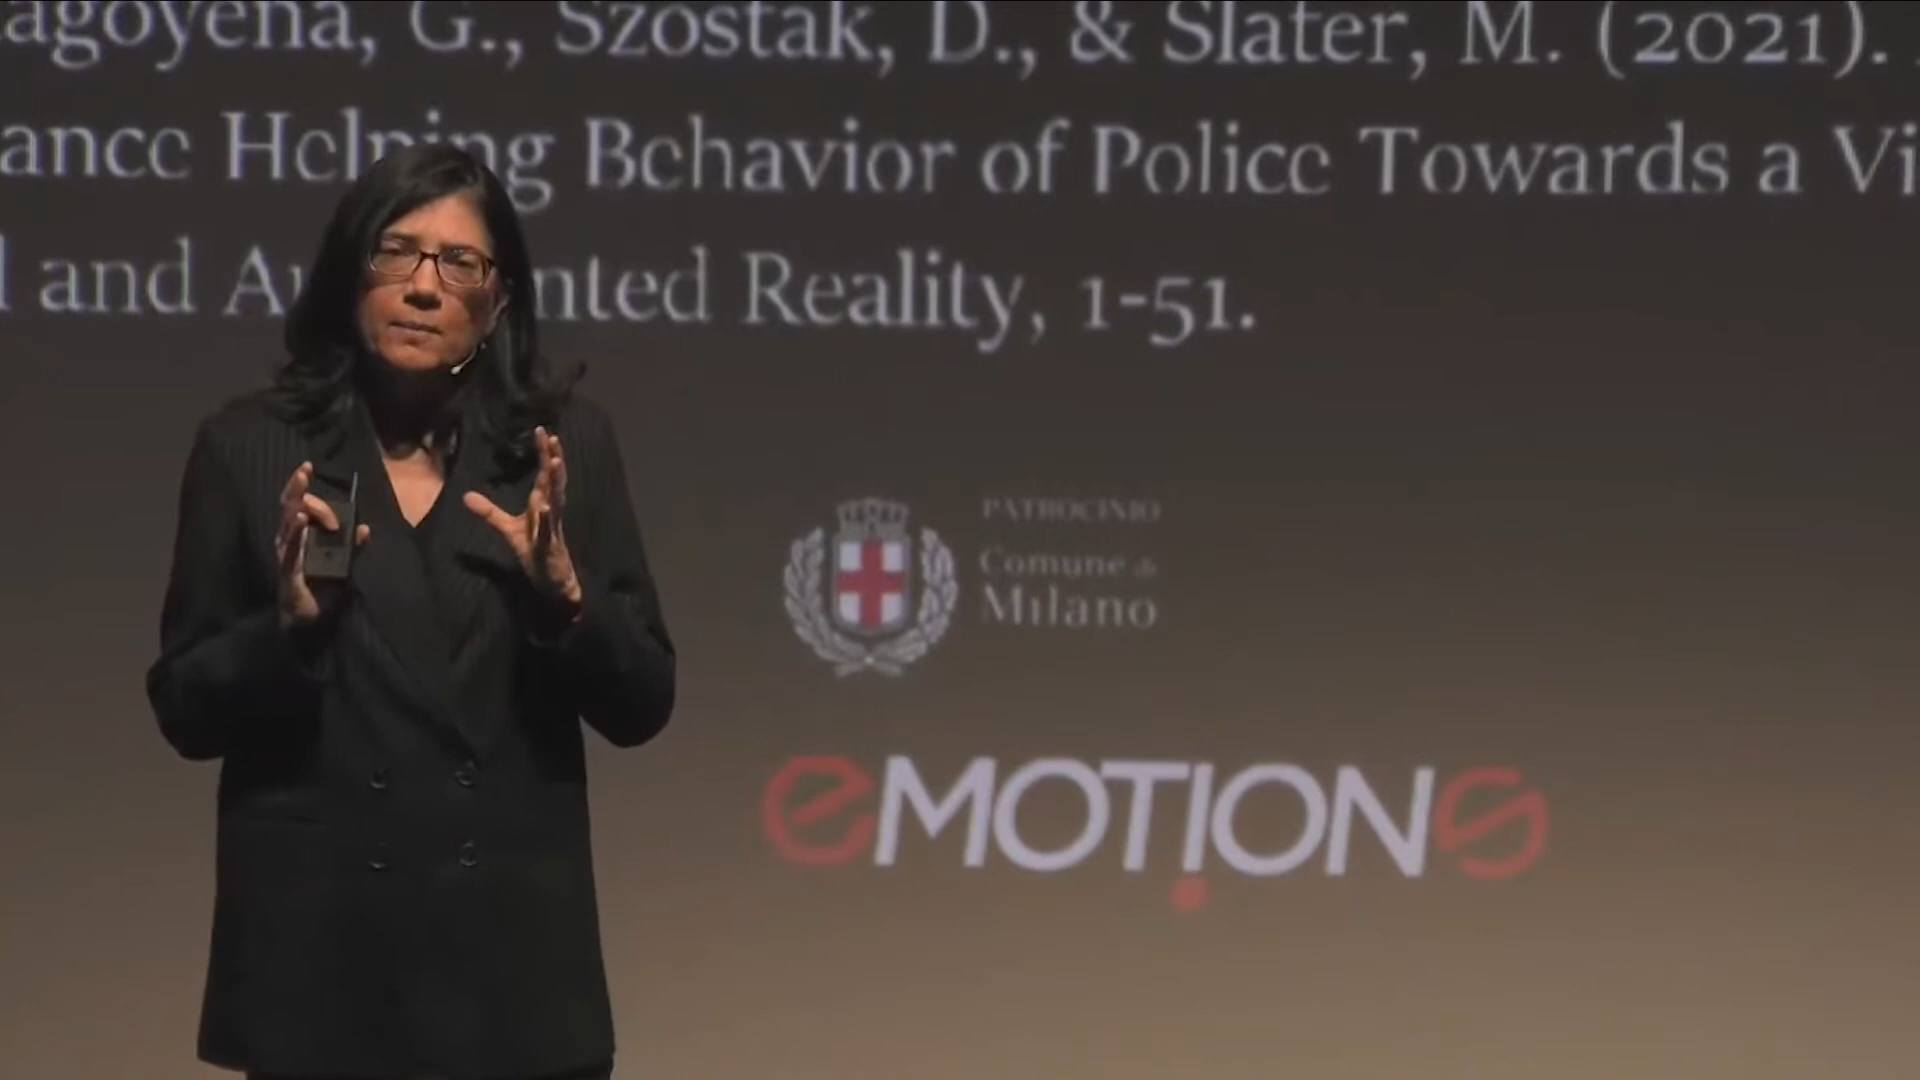 agoyena, G., Szostak, D., & Slater, M. (2021).
ance Helping Behavior of Police Towards a Vi
and Au nted Reality, 1-51.
PATROCINIO
Comune di
Milano
eMOTIONS